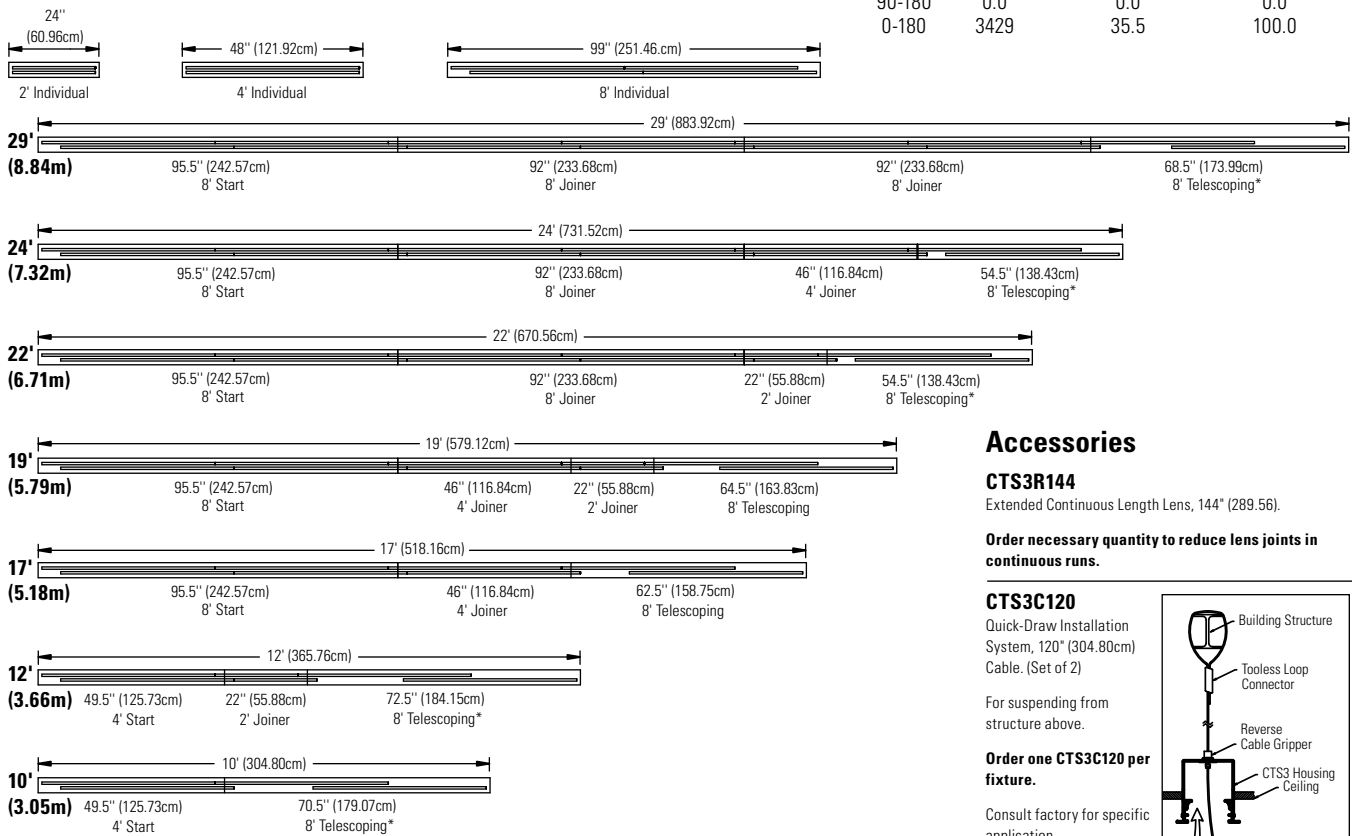 90-180 0.0 0.0 0.0
0-180 3429 35.5 100.0
24"
(60.96cm)
48" (121.92cm)
99" (251.46.cm)
2' Individual
4' Individual
8' Individual
29' (883.92cm)
29'
(8.84m)
95.5" (242.57cm) 92" (233.68cm) 92" (233.68cm) 68.5" (173.99cm)
8' Start 8' Joiner 8' Joiner 8' Telescoping*
24' (731.52cm)
24'
(7.32m)
95.5" (242.57cm) 92" (233.68cm) 46" (116.84cm) 54.5" (138.43cm)
8' Start 8' Joiner 4' Joiner 8' Telescoping*
22' (670.56cm)
22'
(6.71m)
95.5" (242.57cm) 92" (233.68cm) 22" (55.88cm) 54.5" (138.43cm)
8' Start 8' Joiner 2' Joiner 8' Telescoping*
19' (579.12cm)
19'
(5.79m)
95.5" (242.57cm) 46" (116.84cm) 22" (55.88cm) 64.5" (163.83cm)
8' Start 4' Joiner 2' Joiner 8' Telescoping
17' (518.16cm)
17'
(5.18m)
95.5" (242.57cm) 46" (116.84cm) 62.5" (158.75cm)
8' Start 4' Joiner 8' Telescoping
12' (365.76cm)
12'
(3.66m)
49.5" (125.73cm) 22" (55.88cm) 72.5" (184.15cm)
4' Start 2' Joiner 8' Telescoping*
10' (304.80cm)
10'
(3.05m)
49.5" (125.73cm) 70.5" (179.07cm)
4' Start 8' Telescoping*
Accessories
CTS3R144
Extended Continuous Length Lens, 144" (289.56).
Order necessary quantity to reduce lens joints in
continuous runs.
CTS3C120
Quick-Draw Installation
System, 120" (304.80cm)
Cable. (Set of 2)
For suspending from
structure above.
Order one CTS3C120 per
fixture.
Consult factory for specific
application.
Building Structure
Tooless Loop
Connector
Reverse
Cable Gripper
CTS3 Housing
Ceiling